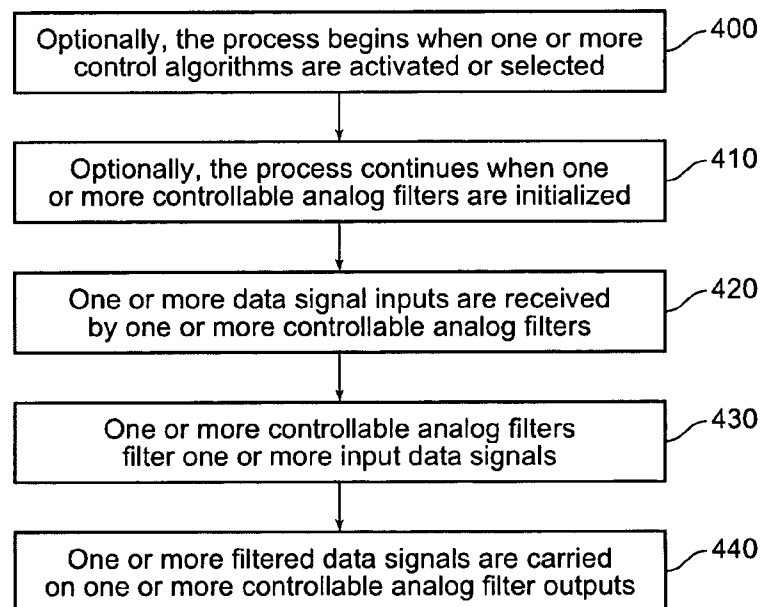 Optionally, the process begins when one or more
control algorithms are activated or selected
400
Optionally, the process continues when one
or more controllable analog filters are initialized
410
One or more data signal inputs are received
by one or more controllable analog filters
420
One or more controllable analog filters
filter one or more input data signals
430
One or more filtered data signals are carried
on one or more controllable analog filter outputs
440